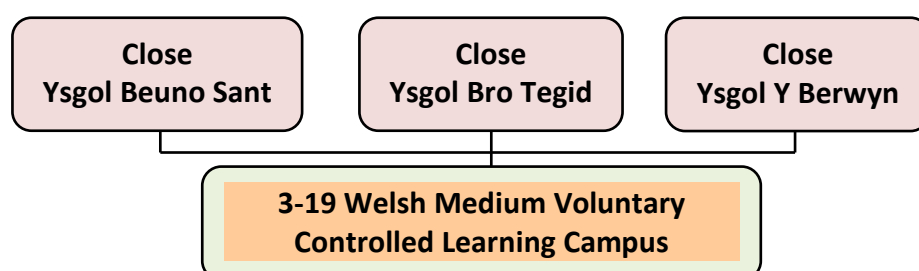 Close
Ysgol Beuno Sant
Close
Ysgol Bro Tegid
Close
Ysgol Y Berwyn
3-19 Welsh Medium Voluntary
Controlled Learning Campus